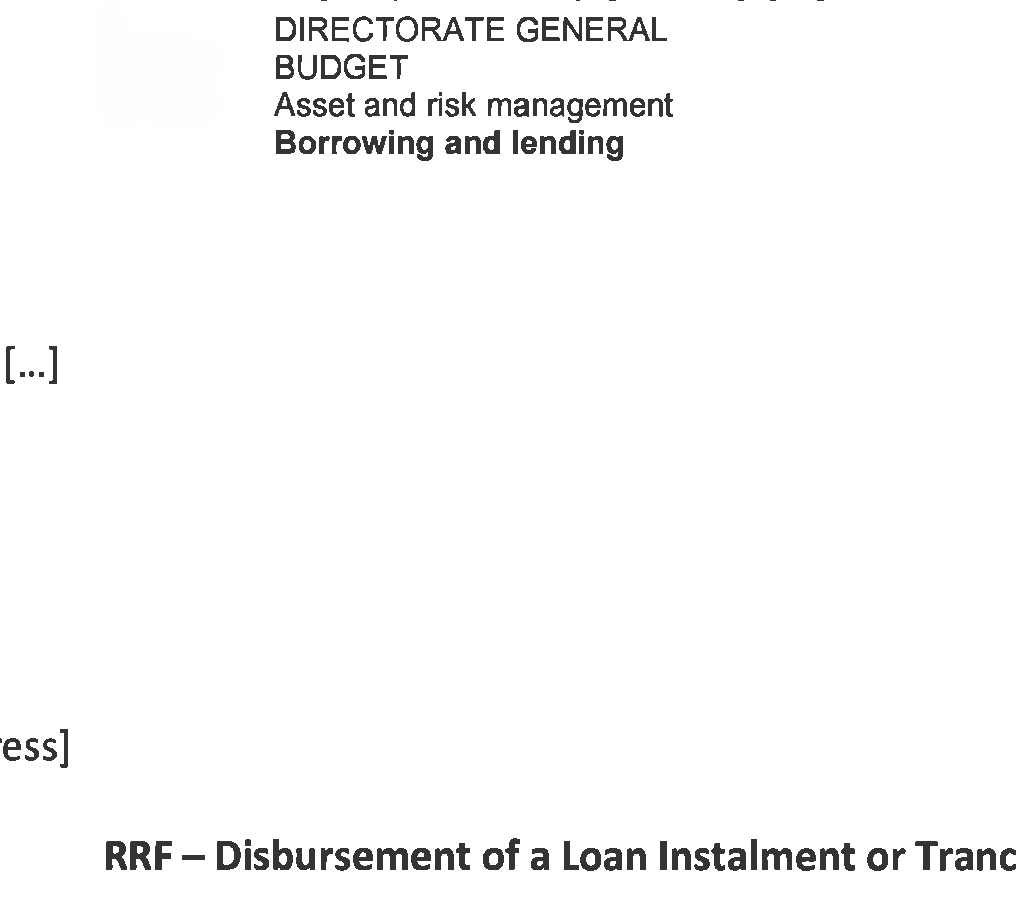 DIRECTORATE GENERAL
BUDGET
Asset and risk management
Borrowing and lending
[...]
ress]
RRF – Disbursement of a Loan Instalment or Tranc